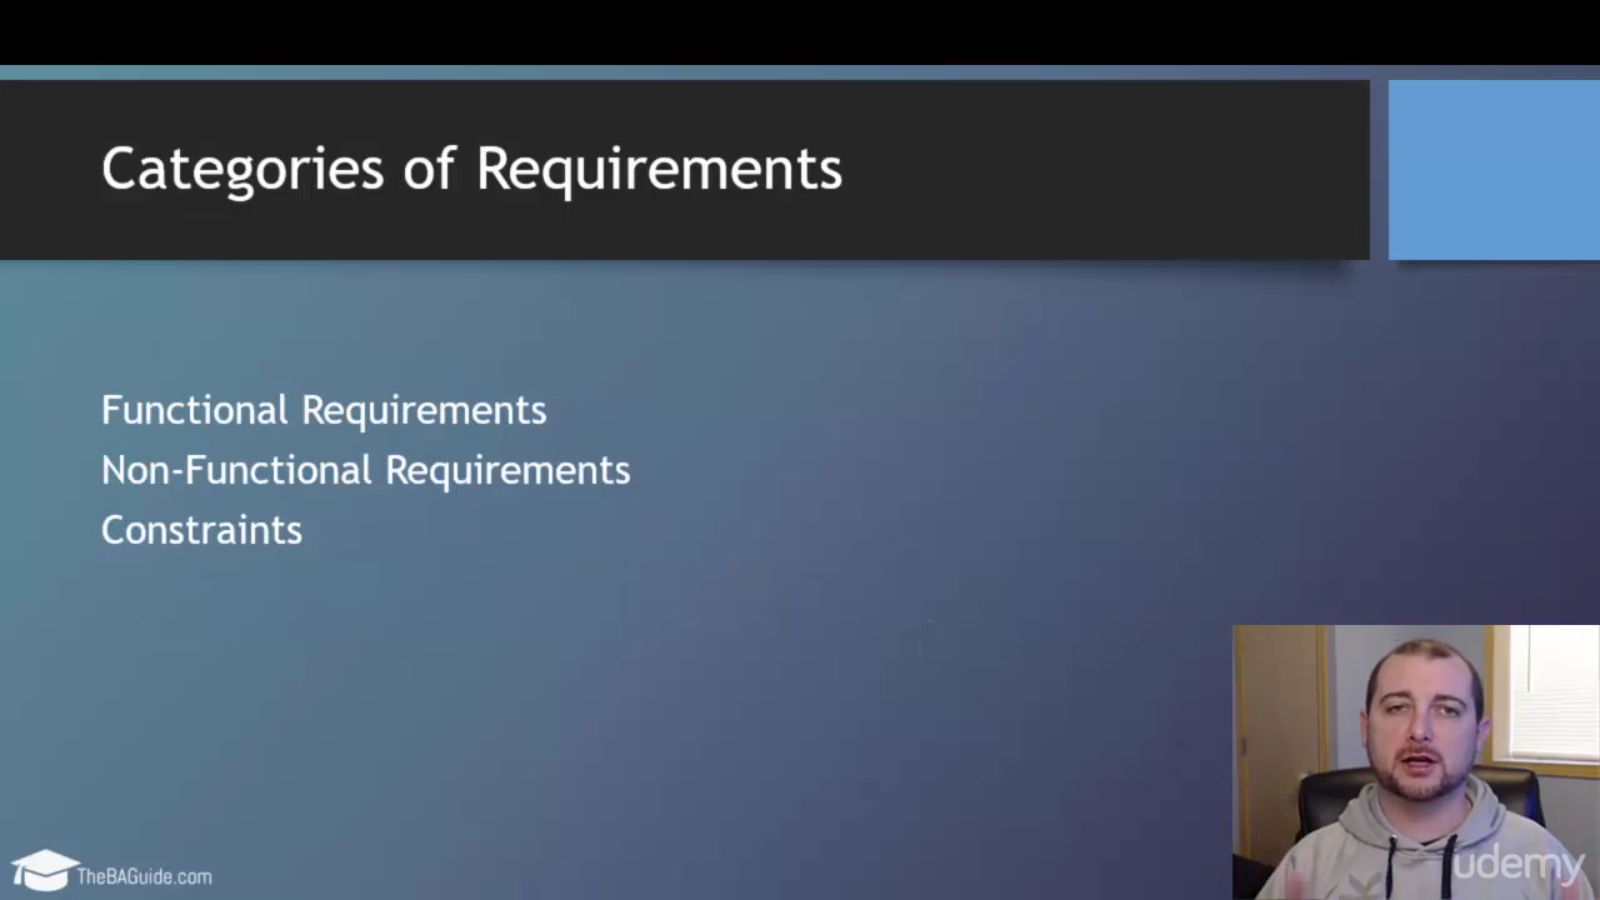 Categories of Requirements
Functional Requirements
Non-Functional Requirements
Constraints
TheBAGuide.com
udemy